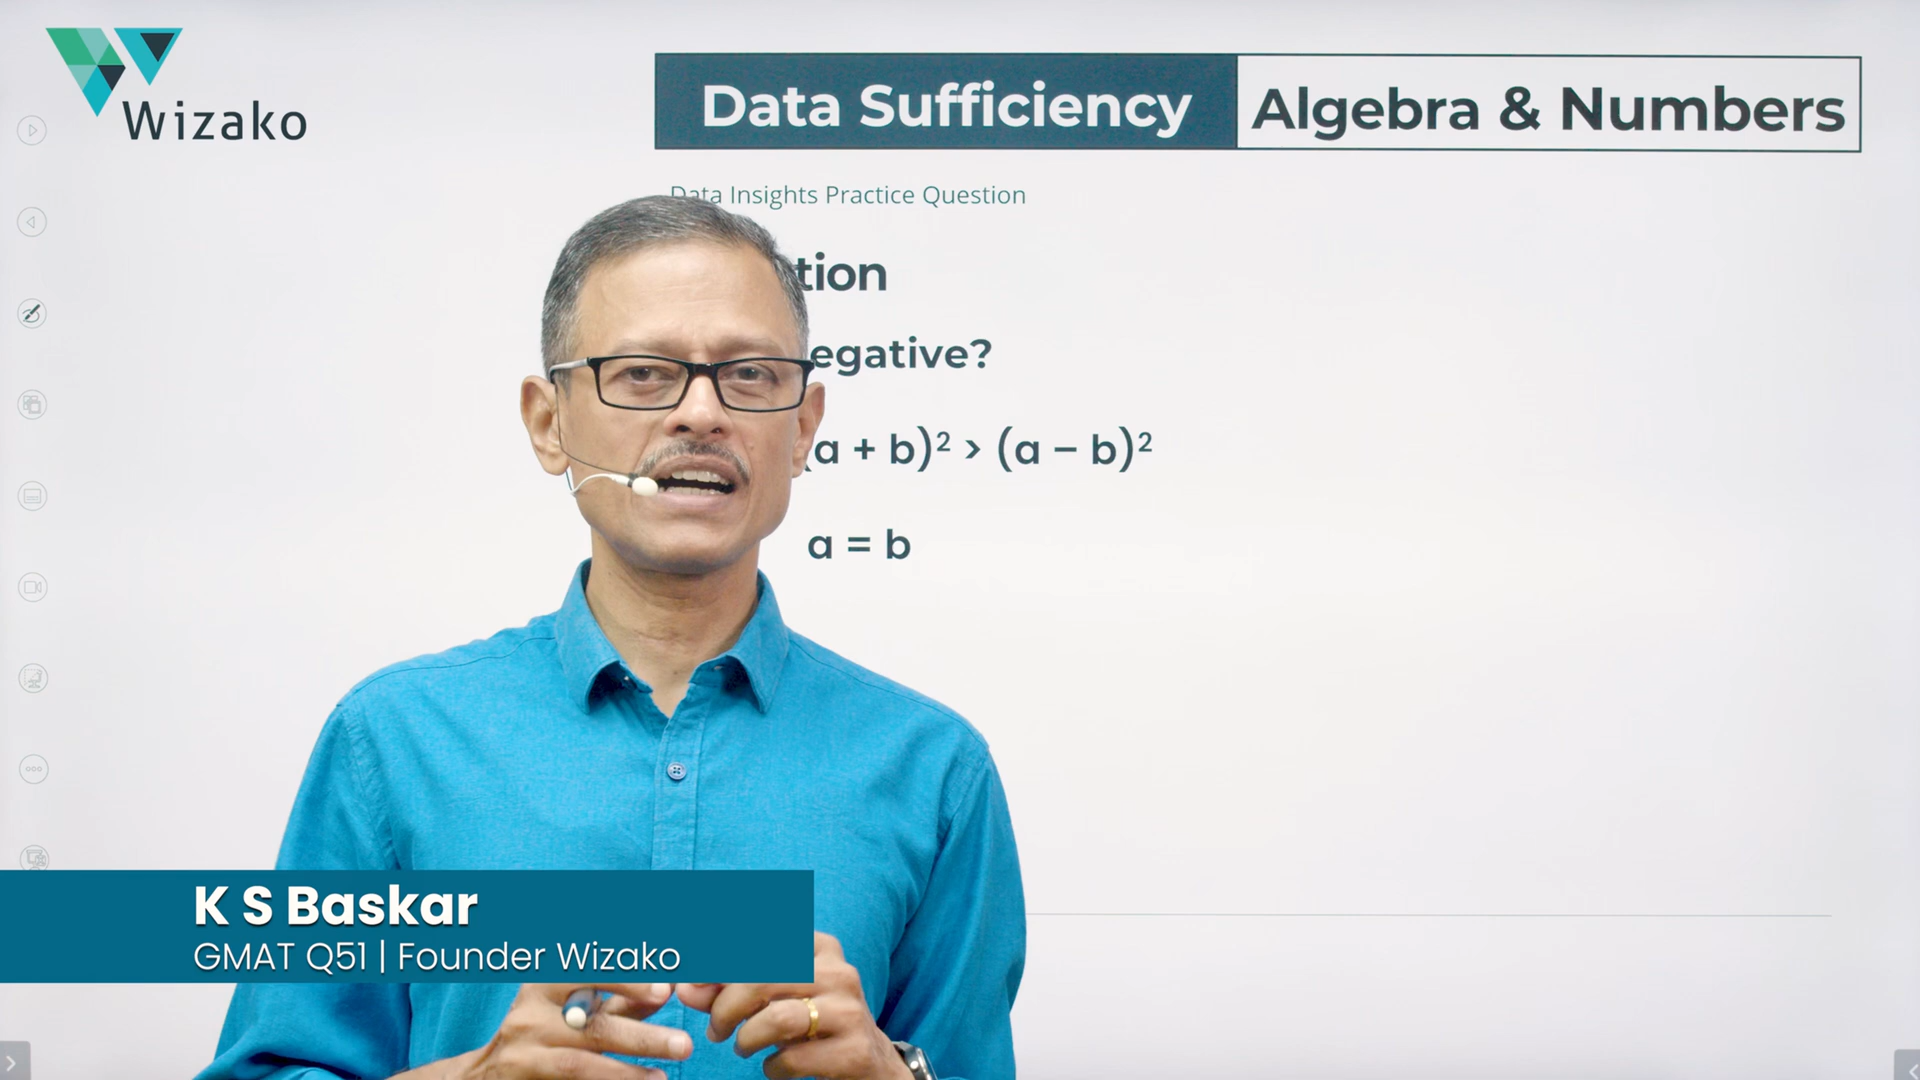 Wizako
Data Sufficiency Algebra & Numbers
Data Insights Practice Question
tion
egative?
(a + b)² > (a – b)²
a = b
K S Baskar
GMAT Q51 | Founder Wizako